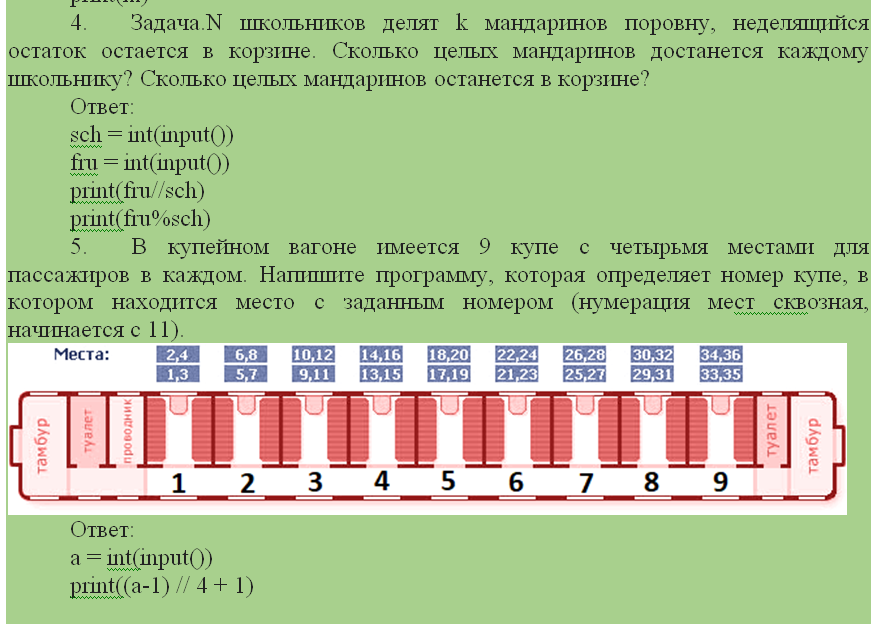 4. Задача.N школьников делят k мандаринов поровну, неделящийся
остаток остается в корзине. Сколько целых мандаринов достанется каждому
школьнику? Сколько целых мандаринов останется в корзине?
Ответ:
sch = int(input())
fru = int(input())
print(fru//sch)
print(fru%sch)
5. В купейном вагоне имеется 9 купе с четырьмя местами для
пассажиров в каждом. Напишите программу, которая определяет номер купе, в
котором находится место с заданным номером (нумерация мест сквозная,
начинается с 11).
Места: 2,4 6,8 10,12 14,16 18,20 22,24 26,28 30,32 34,36
1,3 5,7 9,11 13,15 17,19 21,23 25,27 29,31 33,35
тамбур туалет проводник туалет тамбур
1 2 3 4 5 6 7 8 9
Ответ:
a = int(input())
print((a-1) // 4 + 1)